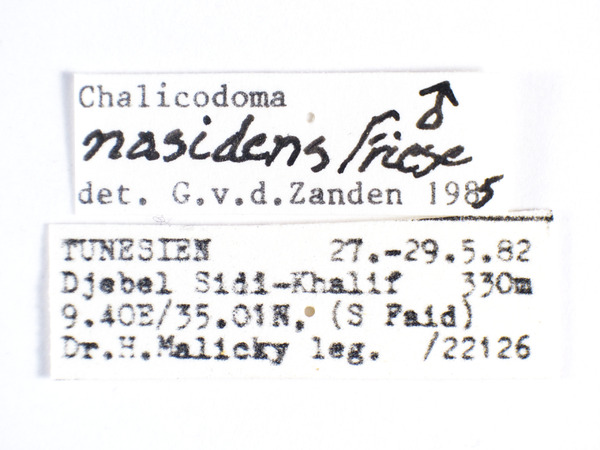 Chalicodoma ♂
nasidens Friese
det. G.v.d.Zanden 1985
TUNESIEN 27.-29.5.82
Djebel Sidi-Khalif 330m
9.40E/35.01N. (S Faid)
Dr.H.Malicky leg. /22126